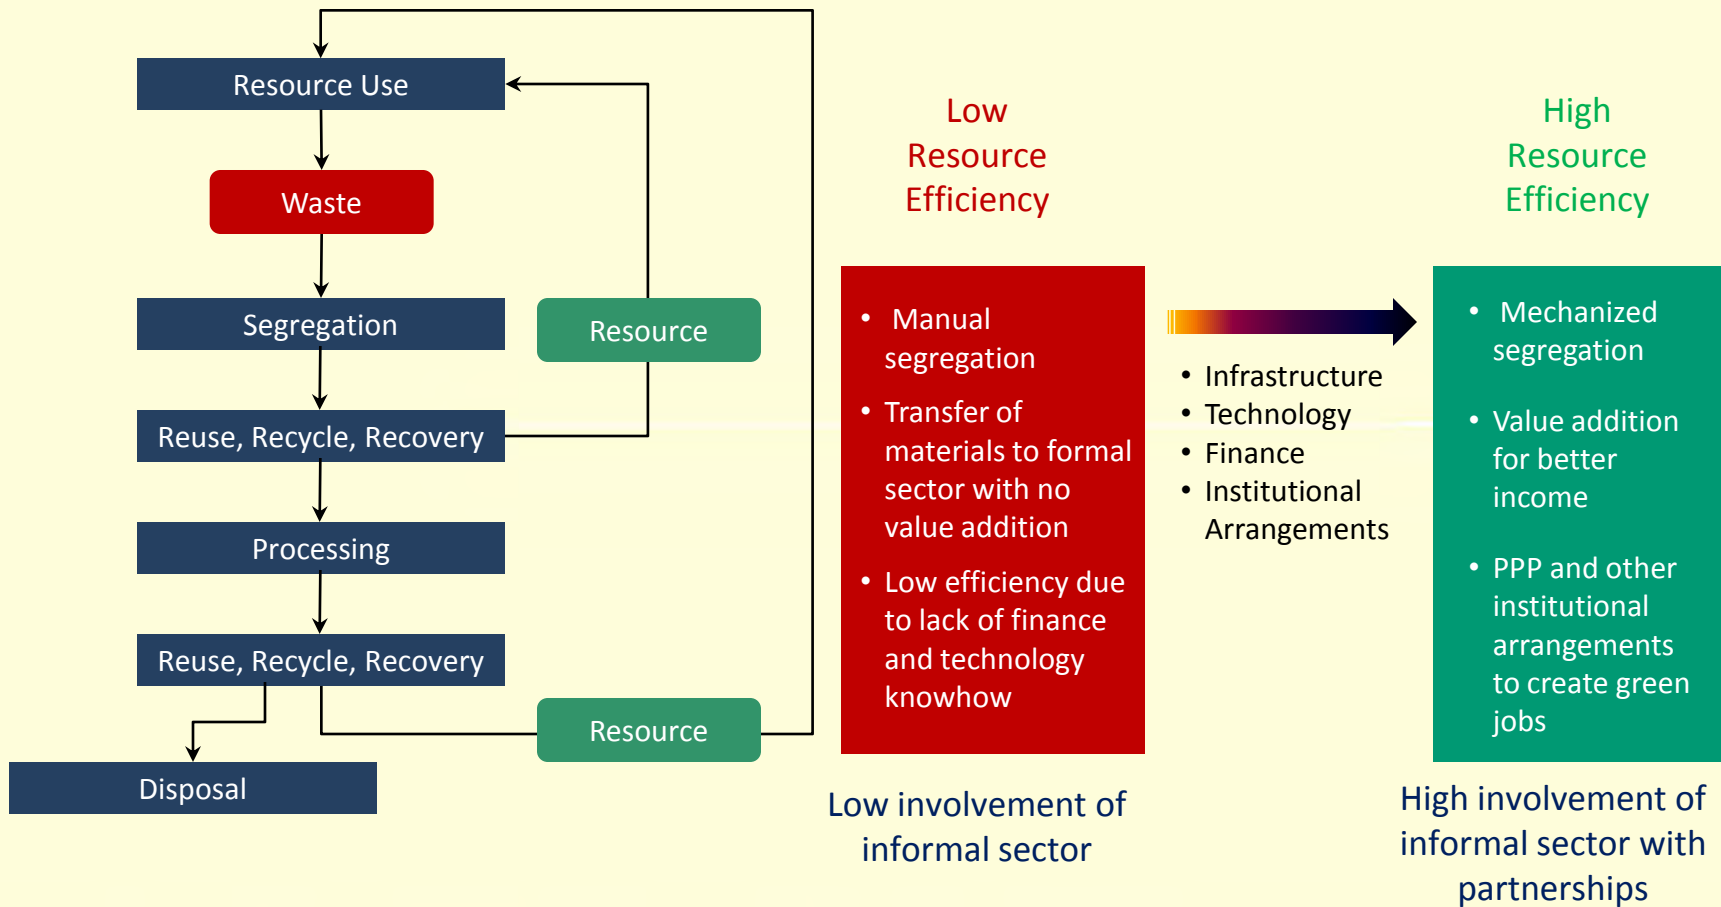 Resource Use
Waste
Segregation
Resource
Reuse, Recycle, Recovery
Processing
Reuse, Recycle, Recovery
Resource
Disposal
Low
Resource
Efficiency
• Manual
segregation
• Transfer of
materials to formal
sector with no
value addition
• Low efficiency due
to lack of finance
and technology
knowhow
Low involvement of
informal sector
• Infrastructure
• Technology
• Finance
• Institutional
Arrangements
High
Resource
Efficiency
• Mechanized
segregation
• Value addition
for better
income
• PPP and other
institutional
arrangements
to create green
jobs
High involvement of
informal sector with
partnerships